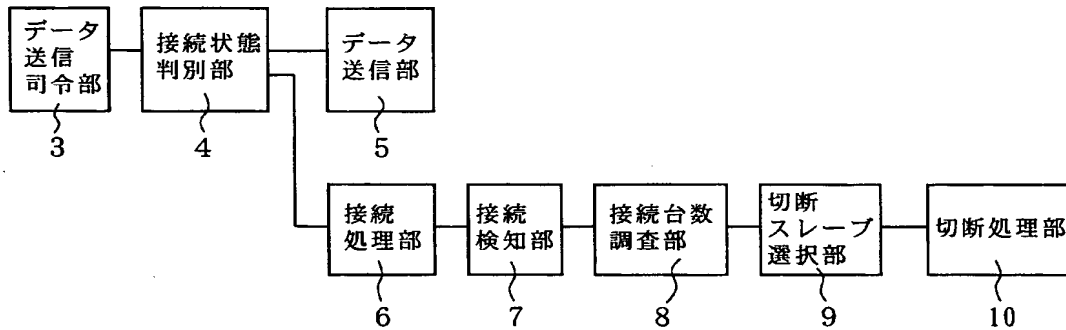 データ
送信
司令部
3
接続状態
判別部
4
データ
送信部
5
接続
処理部
6
接続
検知部
7
接続台数
調査部
8
切断
スレーブ
選択部
9
切断処理部
10